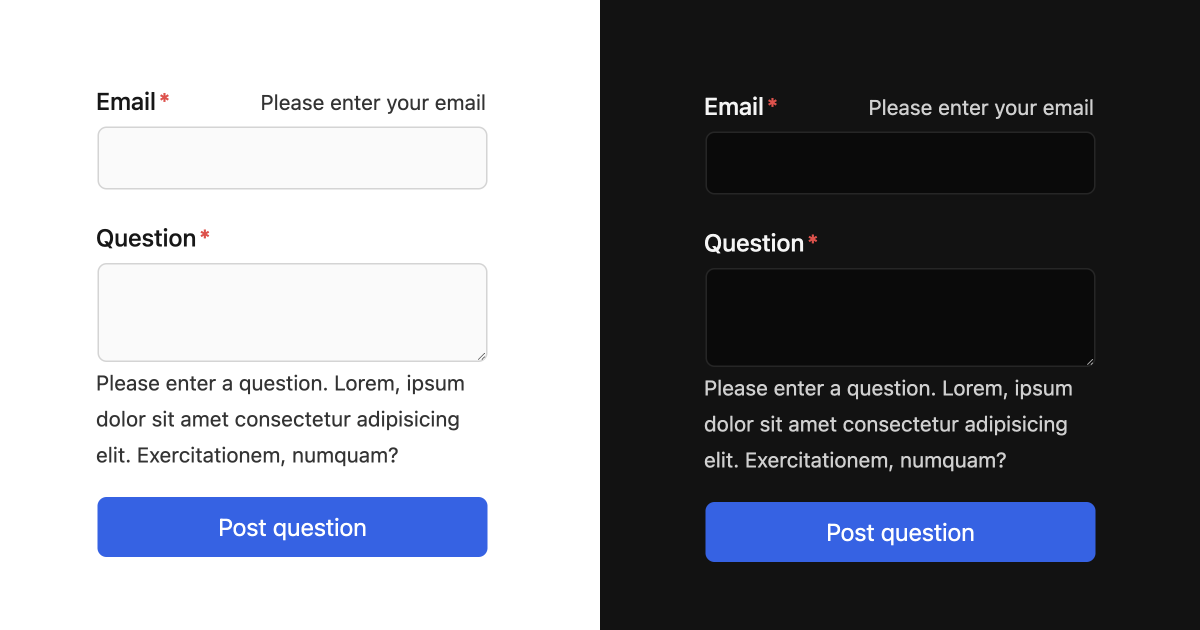 Email *
Please enter your email
Question *
Please enter a question. Lorem, ipsum
dolor sit amet consectetur adipisicing
elit. Exercitationem, numquam?
Post question
Email *
Please enter your email
Question *
Please enter a question. Lorem, ipsum
dolor sit amet consectetur adipisicing
elit. Exercitationem, numquam?
Post question